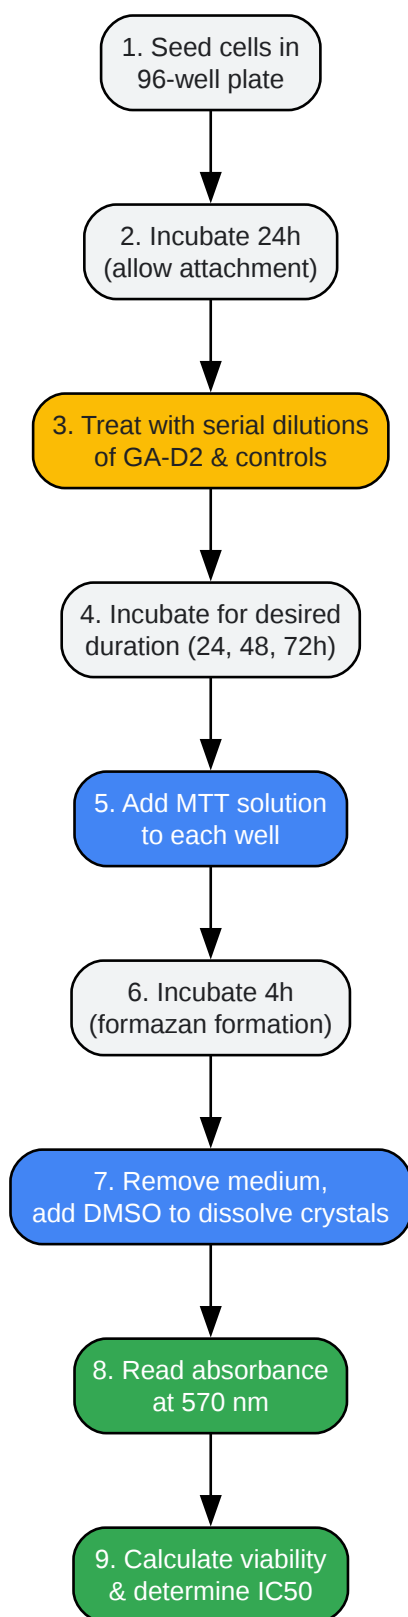 1. Seed cells in
96-well plate
2. Incubate 24h
(allow attachment)
3. Treat with serial dilutions
of GA-D2 & controls
4. Incubate for desired
duration (24, 48, 72h)
5. Add MTT solution
to each well
6. Incubate 4h
(formazan formation)
7. Remove medium,
add DMSO to dissolve crystals
8. Read absorbance
at 570 nm
9. Calculate viability
& determine IC50